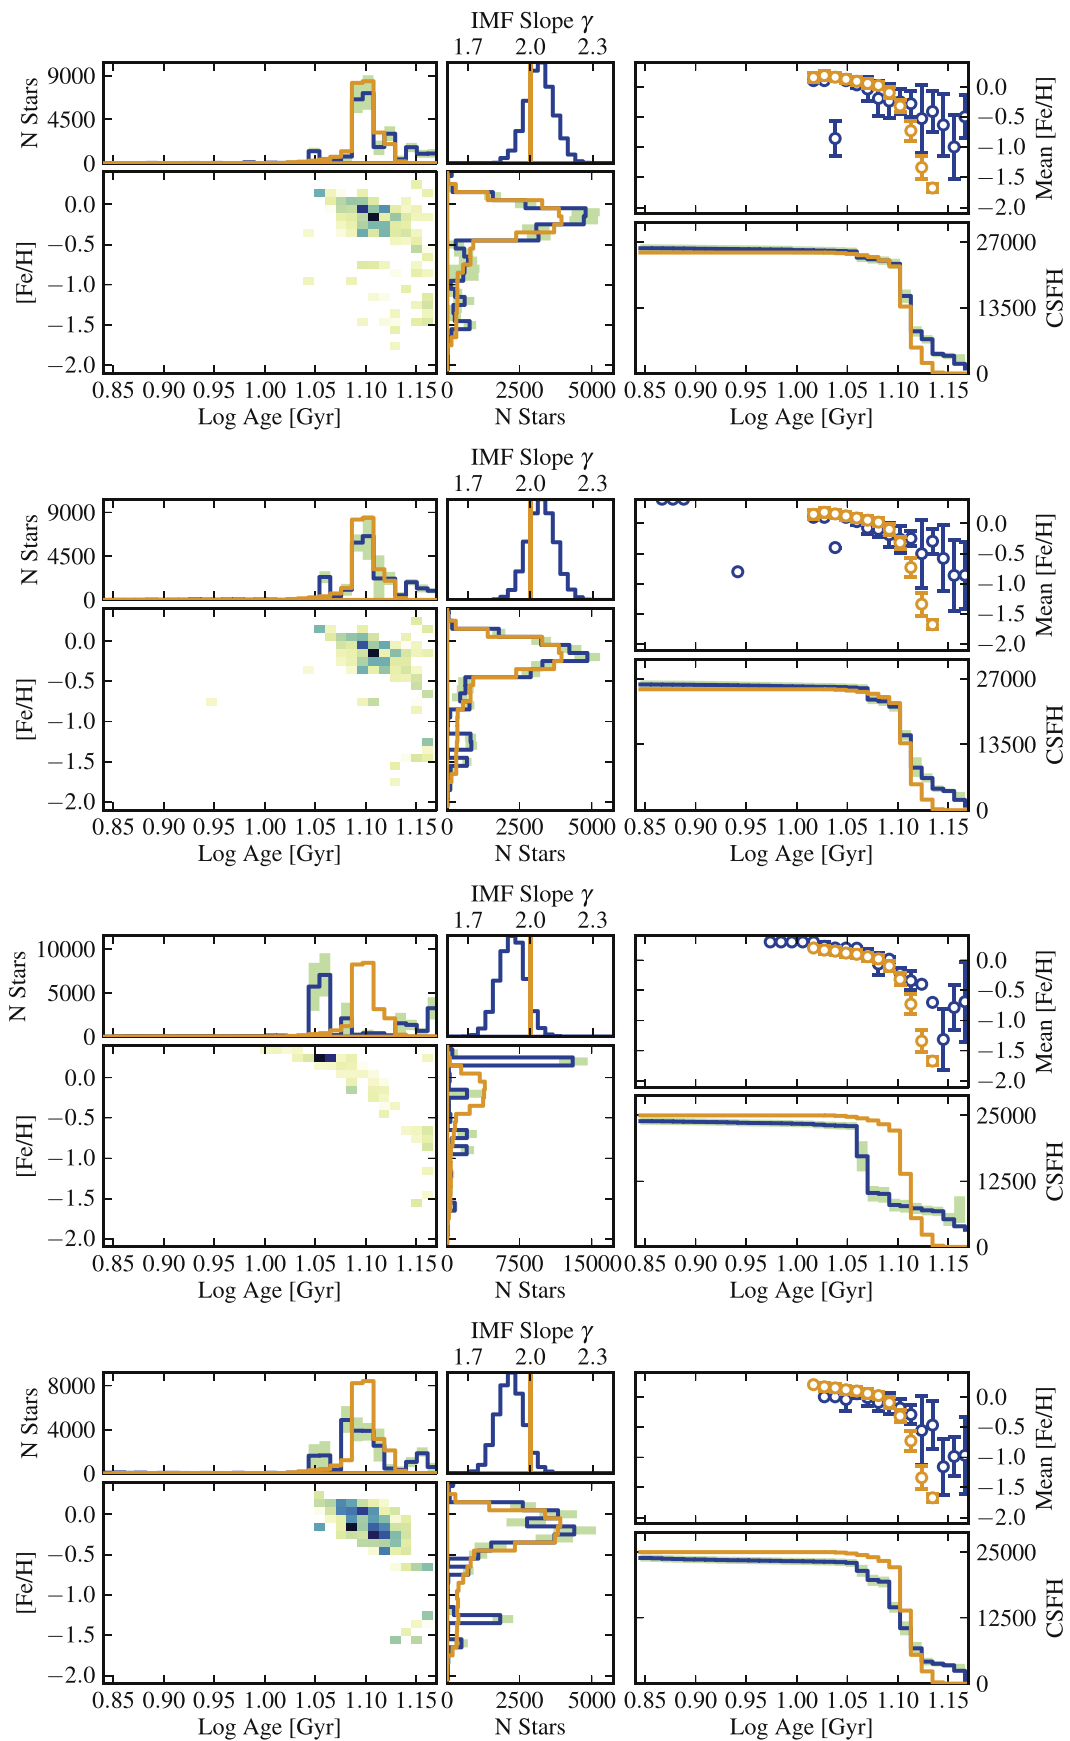 IMF Slope γ
1.7 2.0 2.3
N Stars
9000
4500
0
0.0
−0.5
−1.0
−1.5
−2.0
Mean [Fe/H]
[Fe/H]
0.0
−0.5
−1.0
−1.5
−2.0
27000
13500
0
CSFH
0.85 0.90 0.95 1.00 1.05 1.10 1.15
0 2500 5000
0.85 0.90 0.95 1.00 1.05 1.10 1.15
Log Age [Gyr]
N Stars
Log Age [Gyr]
IMF Slope γ
1.7 2.0 2.3
N Stars
9000
4500
0
0.0
−0.5
−1.0
−1.5
−2.0
Mean [Fe/H]
[Fe/H]
0.0
−0.5
−1.0
−1.5
−2.0
27000
13500
0
CSFH
0.85 0.90 0.95 1.00 1.05 1.10 1.15
0 2500 5000
0.85 0.90 0.95 1.00 1.05 1.10 1.15
Log Age [Gyr]
N Stars
Log Age [Gyr]
IMF Slope γ
1.7 2.0 2.3
N Stars
10000
5000
0
0.0
−0.5
−1.0
−1.5
−2.0
Mean [Fe/H]
[Fe/H]
0.0
−0.5
−1.0
−1.5
−2.0
25000
12500
0
CSFH
0.85 0.90 0.95 1.00 1.05 1.10 1.15
0 7500 15000
0.85 0.90 0.95 1.00 1.05 1.10 1.15
Log Age [Gyr]
N Stars
Log Age [Gyr]
IMF Slope γ
1.7 2.0 2.3
N Stars
8000
4000
0
0.0
−0.5
−1.0
−1.5
−2.0
Mean [Fe/H]
[Fe/H]
0.0
−0.5
−1.0
−1.5
−2.0
25000
12500
0
CSFH
0.85 0.90 0.95 1.00 1.05 1.10 1.15
0 2500 5000
0.85 0.90 0.95 1.00 1.05 1.10 1.15
Log Age [Gyr]
N Stars
Log Age [Gyr]